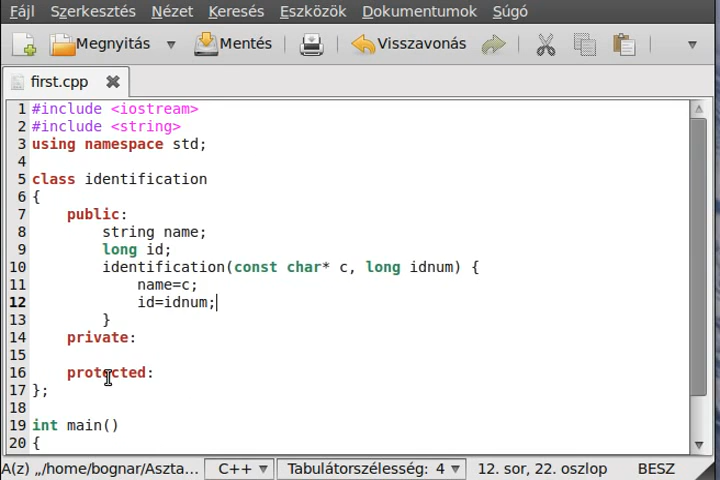 Fájl Szerkesztés Nézet Keresés Eszközök Dokumentumok Súgó
Megnyitás Mentés Visszavonás
first.cpp
1 #include <iostream>
2 #include <string>
3 using namespace std;
4
5 class identification
6 {
7 public:
8 string name;
9 long id;
10 identification(const char* c, long idnum) {
11 name=c;
12 id=idnum;
13 }
14 private:
15
16 protected:
17 };
18
19 int main()
20 {
A(z) „/home/bognar/Aszta... C++ Tabulátorszélesség: 4 12. sor, 22. oszlop BESZ